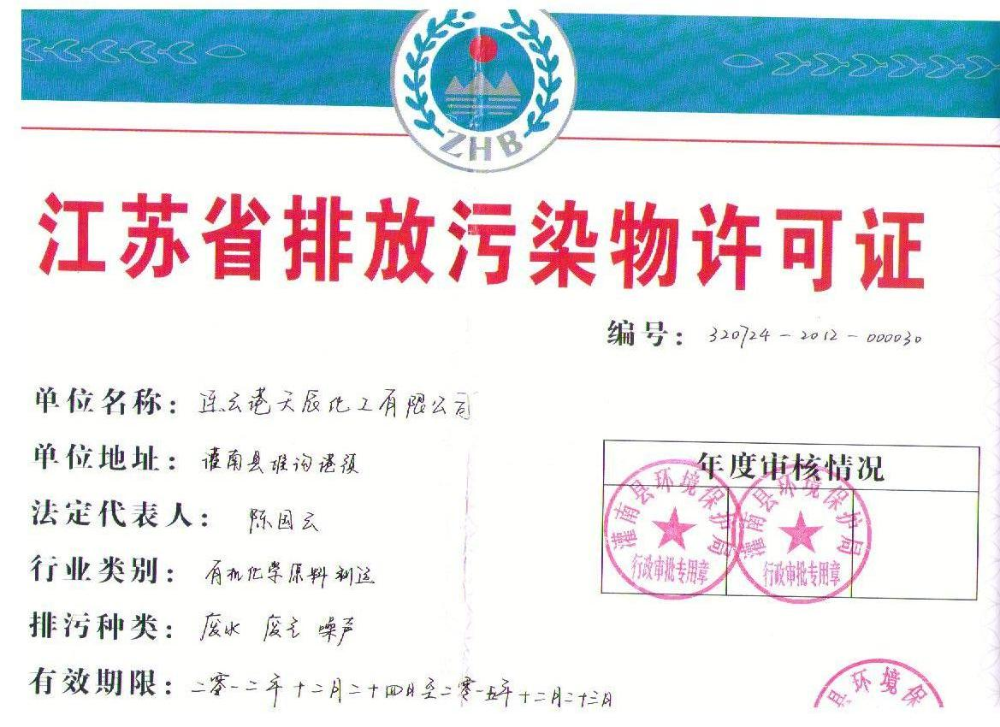 ZHB
江苏省排放污染物许可证
编号：320724-2012-000030
单位名称：连云港天辰化工有限公司
单位地址：灌南县堆沟港镇
法定代表人：陈国云
行业类别：有机化学原料制造
排污种类：废水 废气 噪声
有效期限：二零一二年十二月二十四日至二零一五年十二月二十三日
年度审核情况
灌南县环境保护局
行政审批专用章
灌南县环境保护局
行政审批专用章
县环境保